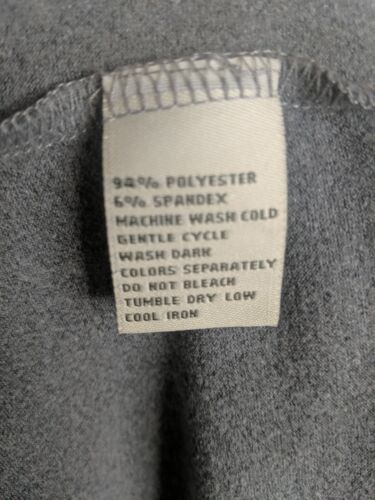 94% POLYESTER
6% SPANDEX
MACHINE WASH COLD
GENTLE CYCLE
WASH DARK
COLORS SEPARATELY
DO NOT BLEACH
TUMBLE DRY LOW
COOL IRON